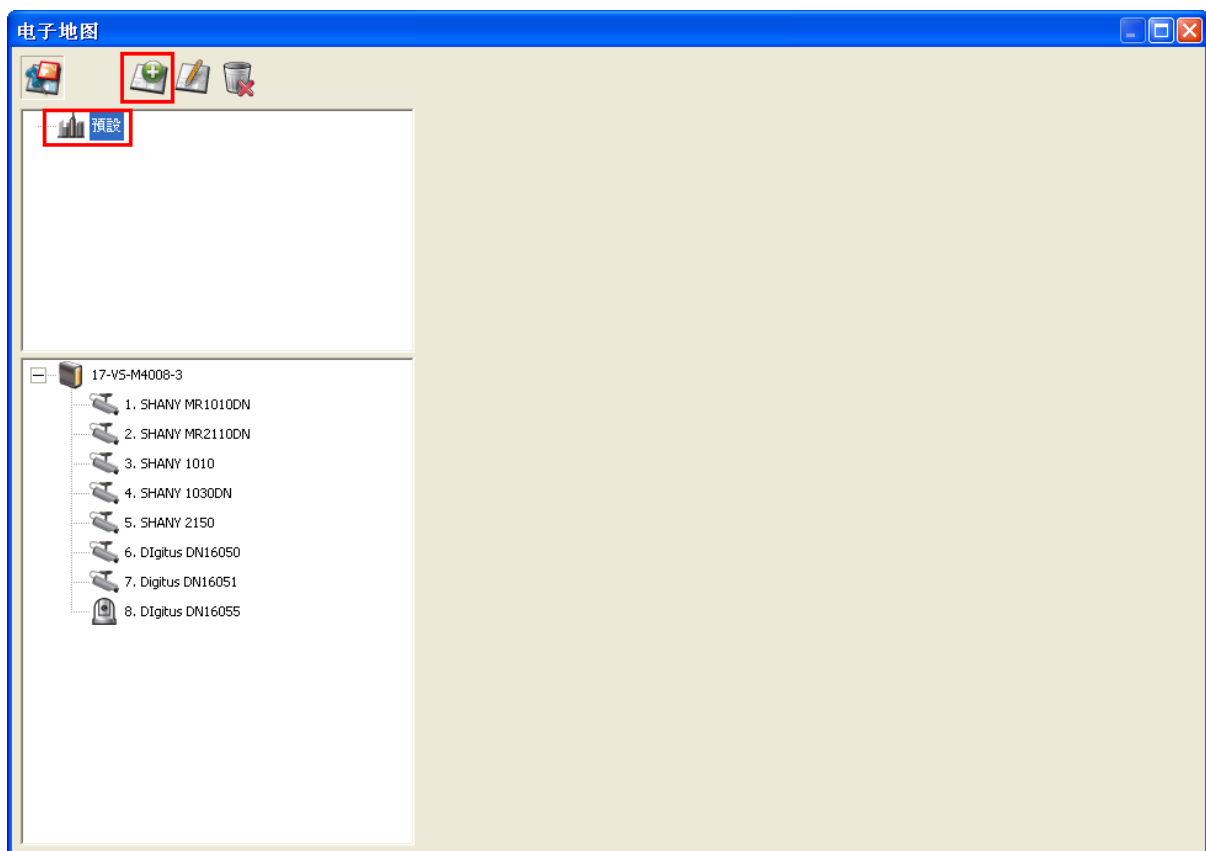 电子地图
預設
17-VS-M4008-3
1. SHANY MR1010DN
2. SHANY MR2110DN
3. SHANY 1010
4. SHANY 1030DN
5. SHANY 2150
6. DIgitus DN16050
7. Digitus DN16051
8. DIgitus DN16055